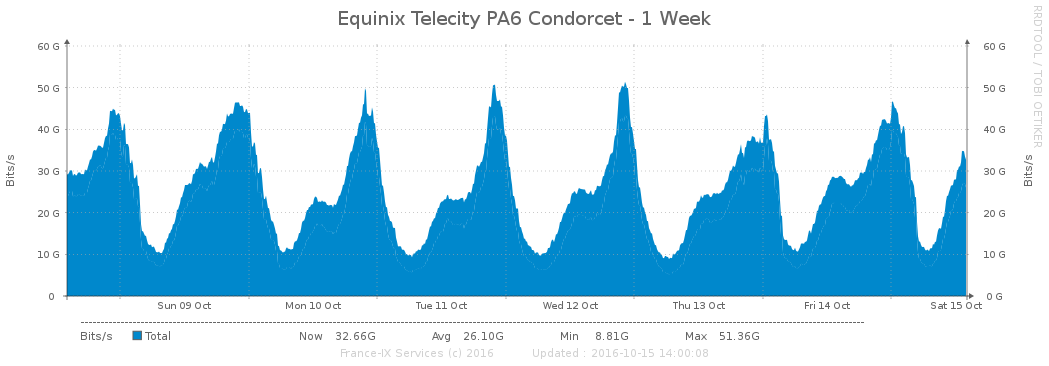 Equinix Telecity PA6 Condorcet - 1 Week
RRDTOOL / TOBI OETIKER
Bits/s
60 G 60 G
50 G 50 G
40 G 40 G
30 G 30 G
20 G 20 G
10 G 10 G
0 0 G
Bits/s
Sun 09 Oct Mon 10 Oct Tue 11 Oct Wed 12 Oct Thu 13 Oct Fri 14 Oct Sat 15 Oct
Bits/s Total Now 32.66G Avg 26.10G Min 8.81G Max 51.36G
France-IX Services (c) 2016 Updated : 2016-10-15 14:00:08